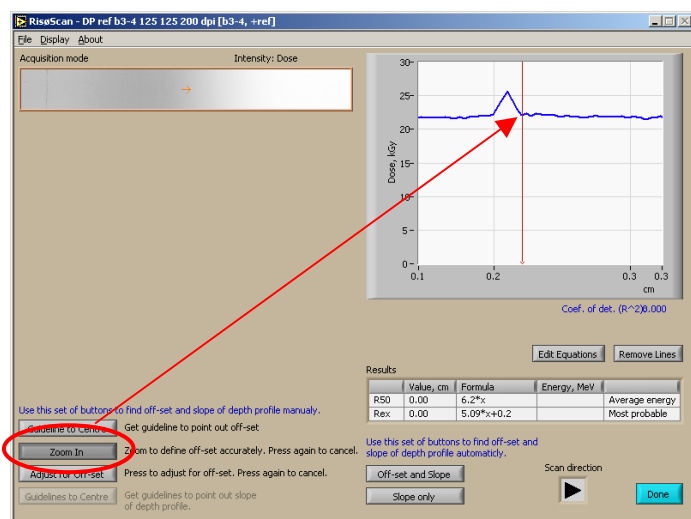 RisøScan - DP ref b3-4 125 125 200 dpi [b3-4, +ref]
File Display About
Acquisition mode
Intensity: Dose
30
25
20
15
10
5
0
Dose, kGy
0.1
0.2
0.3
0.3
cm
Coef. of det. (R^2)0.000
Edit Equations
Remove Lines
Results
Value, cm Formula Energy, MeV
R50 0.00 6.2*x Average energy
Rex 0.00 5.09*x+0.2 Most probable
Use this set of buttons to find off-set and slope of depth profile manualy.
Guideline to Centre Get guideline to point out off-set
Zoom In Zoom to define off-set accurately. Press again to cancel.
Adjust for Off-set Press to adjust for off-set. Press again to cancel.
Guidelines to Centre Get guidelines to point out slope
of depth profile.
Use this set of buttons to find off-set and
slope of depth profile automaticly.
Off-set and Slope
Slope only
Scan direction
Done